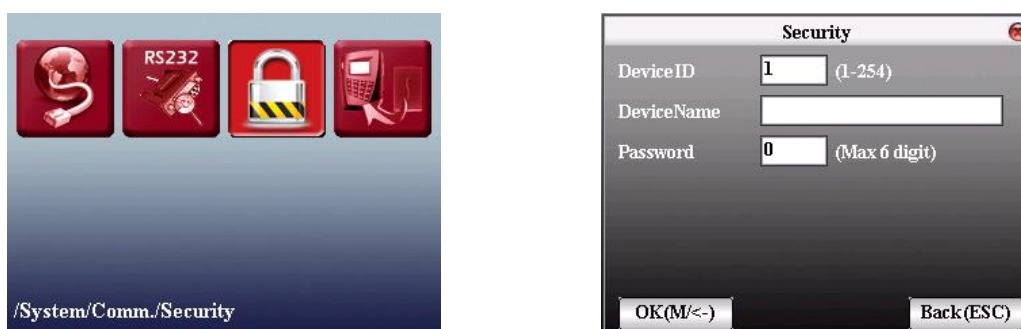 RS232
/System/Comm./Security
Security
DeviceID 1 (1-254)
DeviceName
Password 0 (Max 6 digit)
OK(M/<-) Back(ESC)